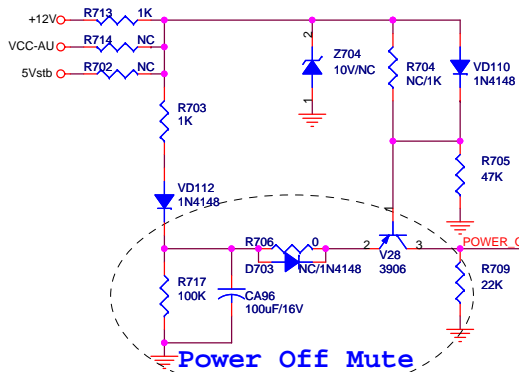 +12V R713 1K
VCC-AU R714 NC
5Vstb R702 NC
R703
1K
2
Z704
10V/NC
1
R704
NC/1K
VD110
1N4148
R705
47K
VD112
1N4148
1
R706 0
D703 NC/1N4148
2 3
V28
3906
POWER_O
R717
100K
CA96
100uF/16V
R709
22K
Power Off Mute